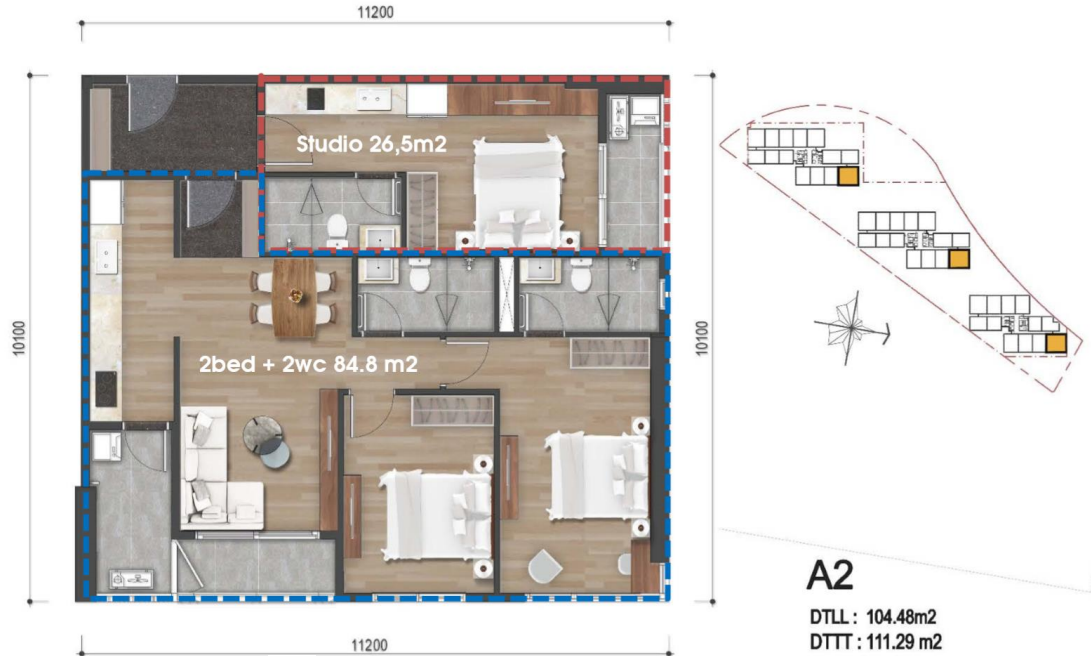 11200
Studio 26,5m2
10100
10100
2bed + 2wc 84.8 m2
A2
DTLL : 104.48m2
DTTT : 111.29 m2
11200